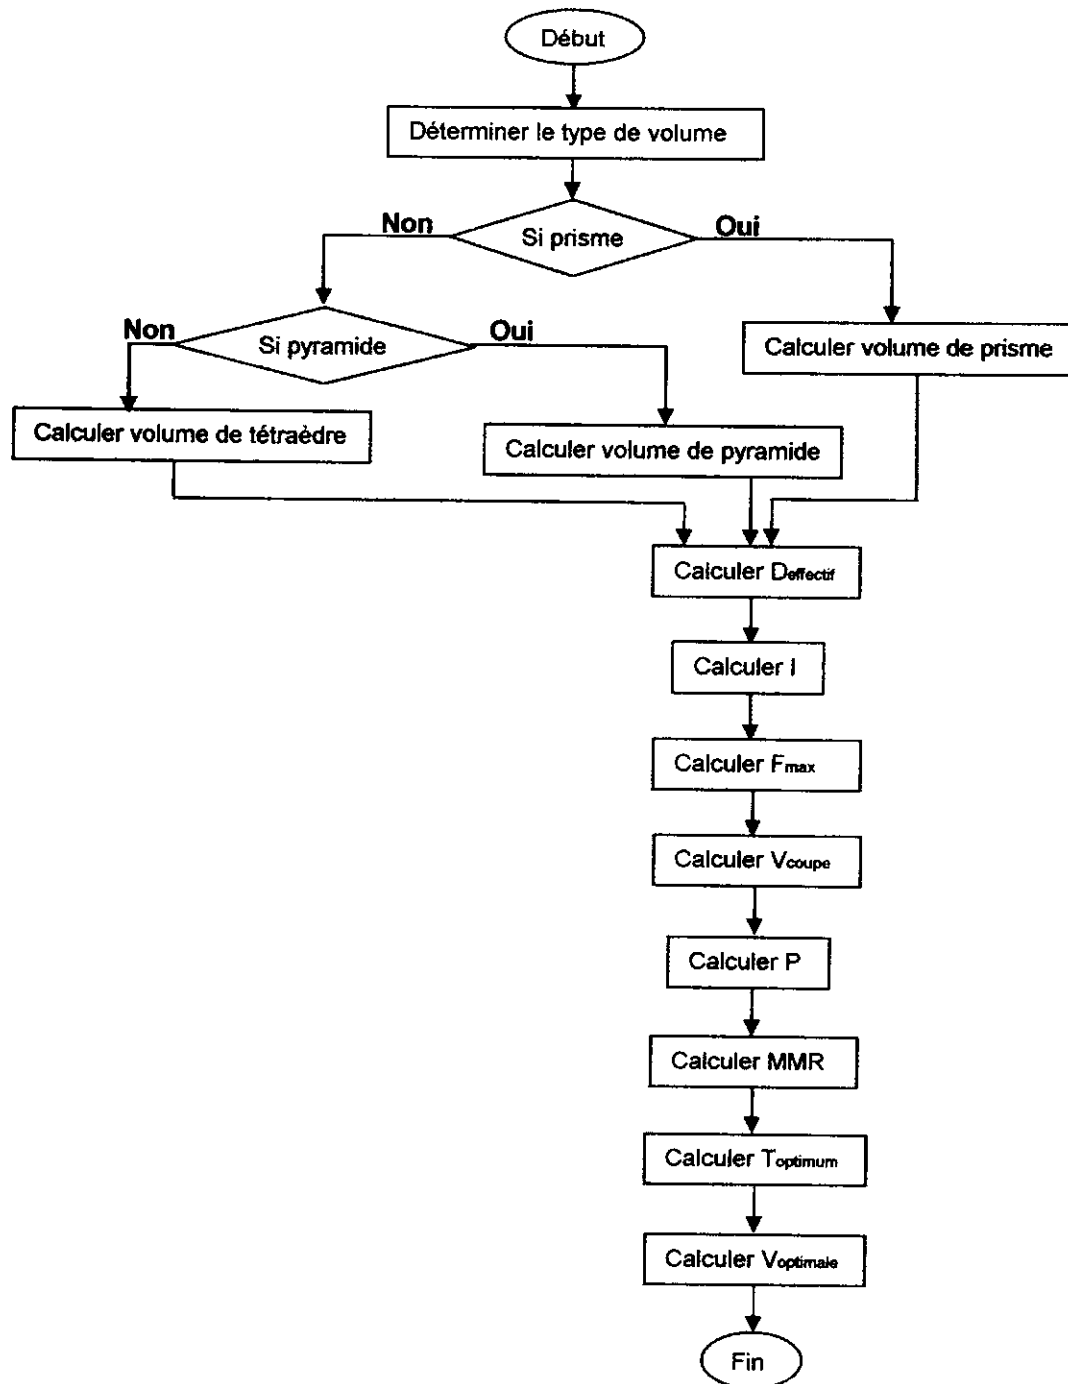 Début
Déterminer le type de volume
Non
Si prisme
Oui
Non
Si pyramide
Oui
Calculer volume de prisme
Calculer volume de tétraèdre
Calculer volume de pyramide
Calculer Deffectif
Calculer I
Calculer Fmax
Calculer Vcoupe
Calculer P
Calculer MMR
Calculer Toptimum
Calculer Voptimale
Fin